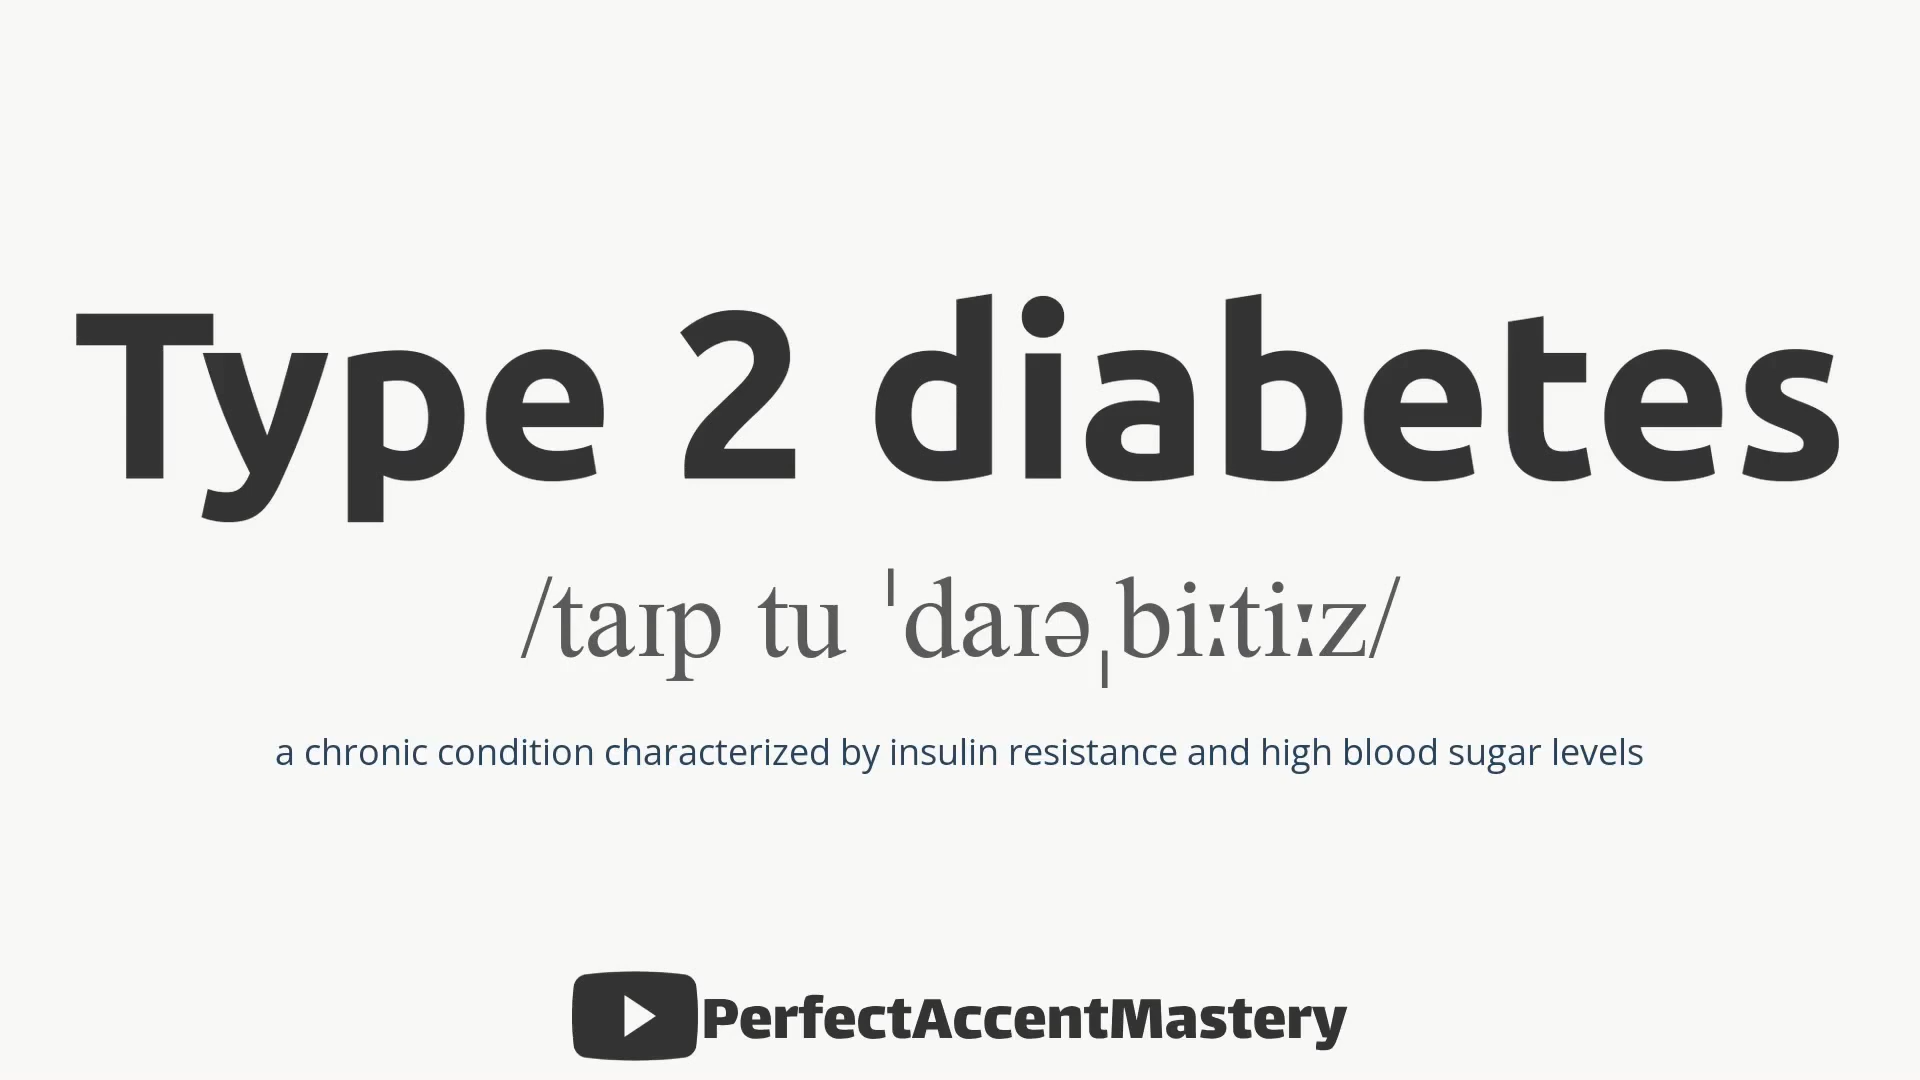 Type 2 diabetes
/taɪp tu ˈdaɪəˌbiːtiːz/
a chronic condition characterized by insulin resistance and high blood sugar levels
PerfectAccentMastery